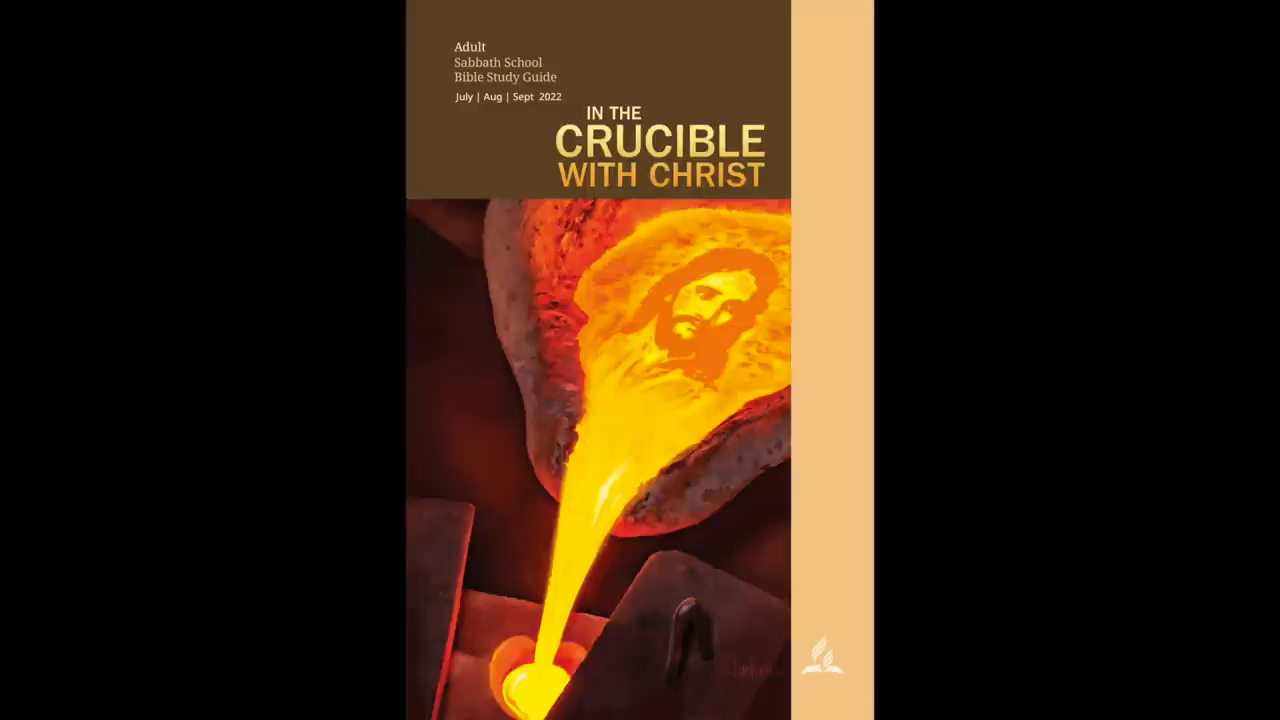 Adult
Sabbath School
Bible Study Guide
July | Aug | Sept 2022
IN THE
CRUCIBLE
WITH CHRIST